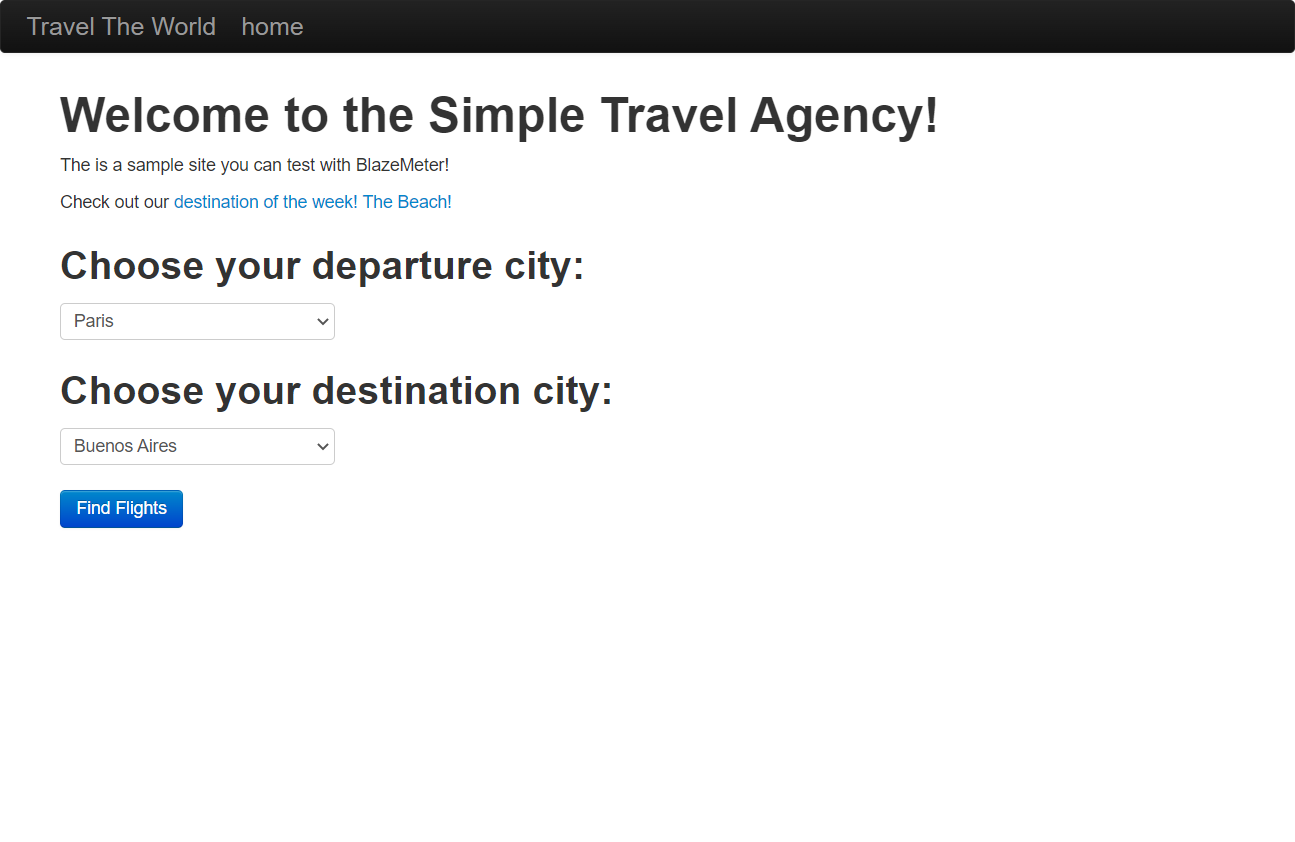 Travel The World home
Welcome to the Simple Travel Agency!
The is a sample site you can test with BlazeMeter!
Check out our destination of the week! The Beach!
Choose your departure city:
Paris
Choose your destination city:
Buenos Aires
Find Flights